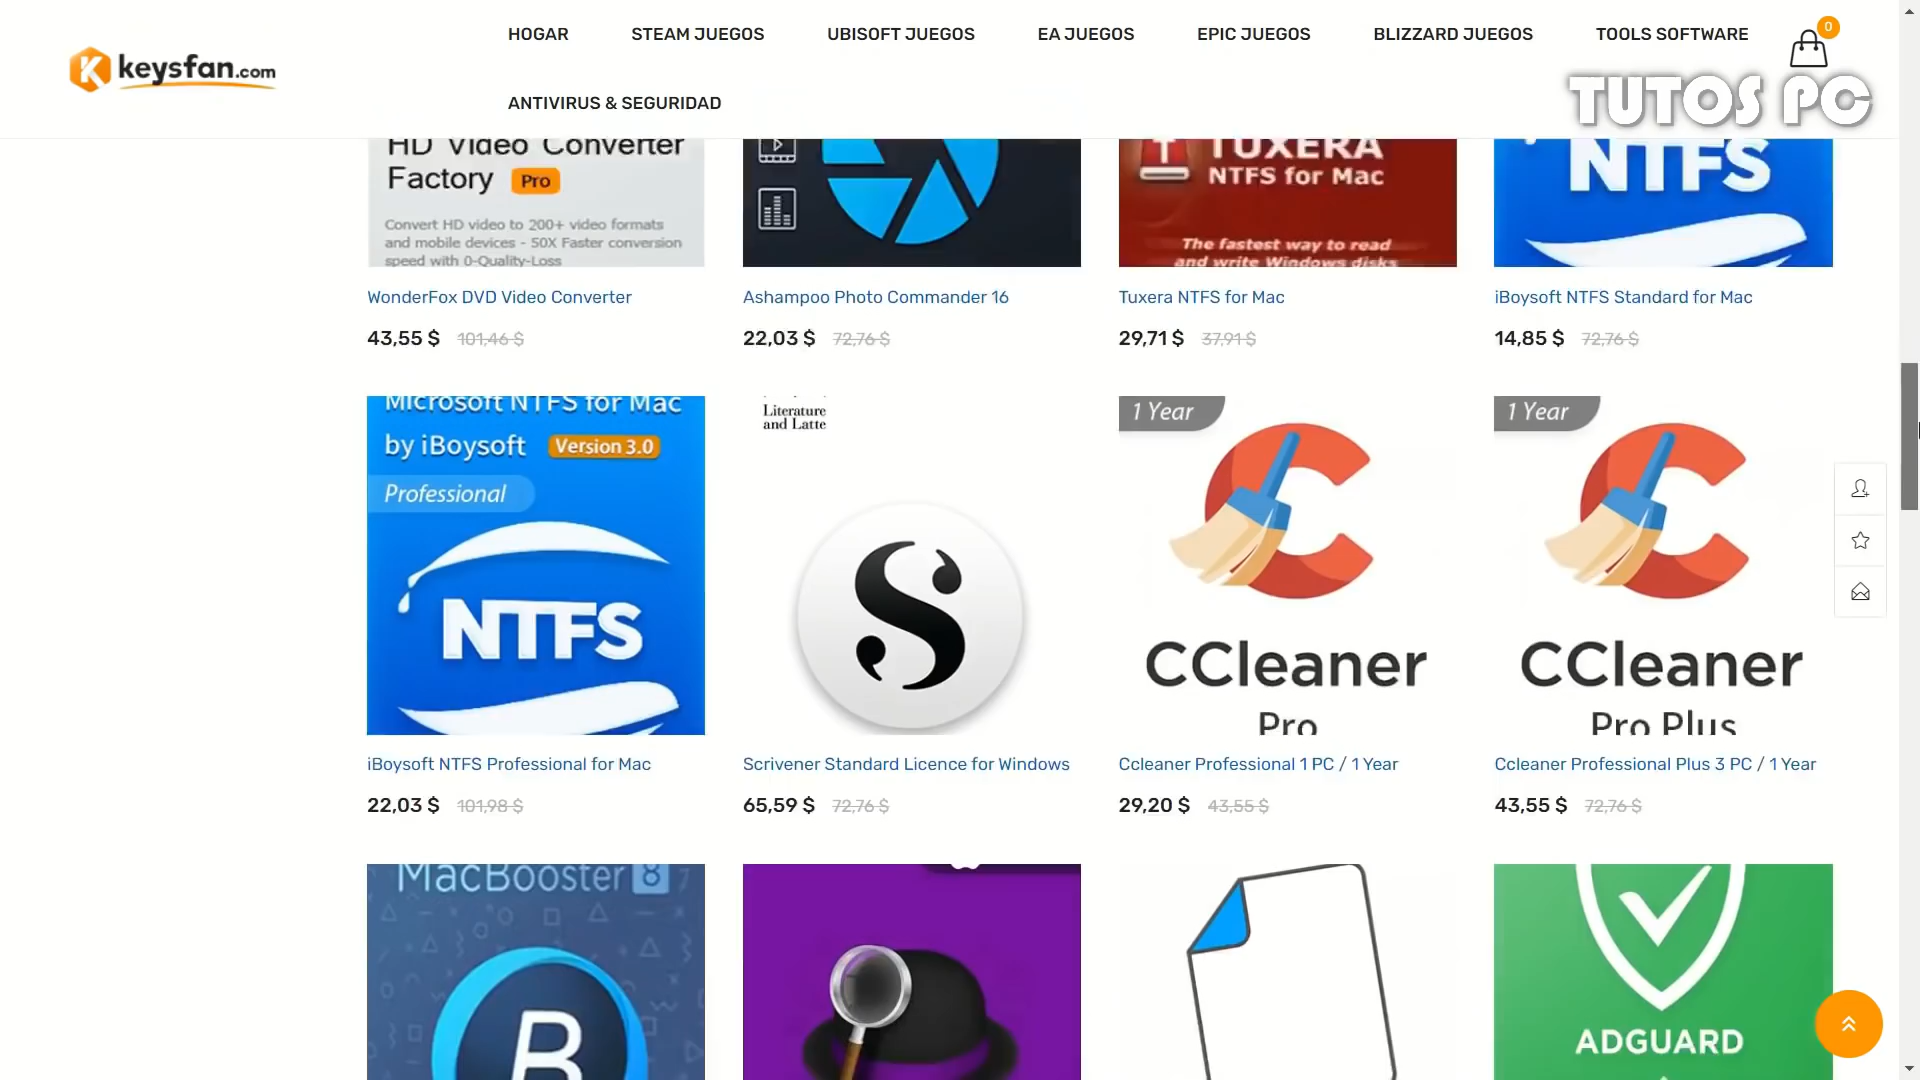 HOGAR
STEAM JUEGOS
UBISOFT JUEGOS
EA JUEGOS
EPIC JUEGOS
BLIZZARD JUEGOS
TOOLS SOFTWARE
0
keysfan.com
ANTIVIRUS & SEGURIDAD
TUTOS PC
HD Video Converter
Factory Pro
Convert HD video to 200+ video formats
and mobile devices - 50X Faster conversion
speed with 0-Quality-Loss
TUXERA
NTFS for Mac
The fastest way to read
and write Windows disks
NTFS
WonderFox DVD Video Converter
Ashampoo Photo Commander 16
Tuxera NTFS for Mac
iBoysoft NTFS Standard for Mac
43,55 $ 101,46 $
22,03 $ 72,76 $
29,71 $ 37,91 $
14,85 $ 72,76 $
Microsoft NTFS for Mac
by iBoysoft Version 3.0
Professional
NTFS
Literature
and Latte
S
1 Year
CCleaner
Pro
1 Year
CCleaner
Pro Plus
iBoysoft NTFS Professional for Mac
Scrivener Standard Licence for Windows
Ccleaner Professional 1 PC / 1 Year
Ccleaner Professional Plus 3 PC / 1 Year
22,03 $ 101,98 $
65,59 $ 72,76 $
29,20 $ 43,55 $
43,55 $ 72,76 $
MacBooster 8
B
ADGUARD